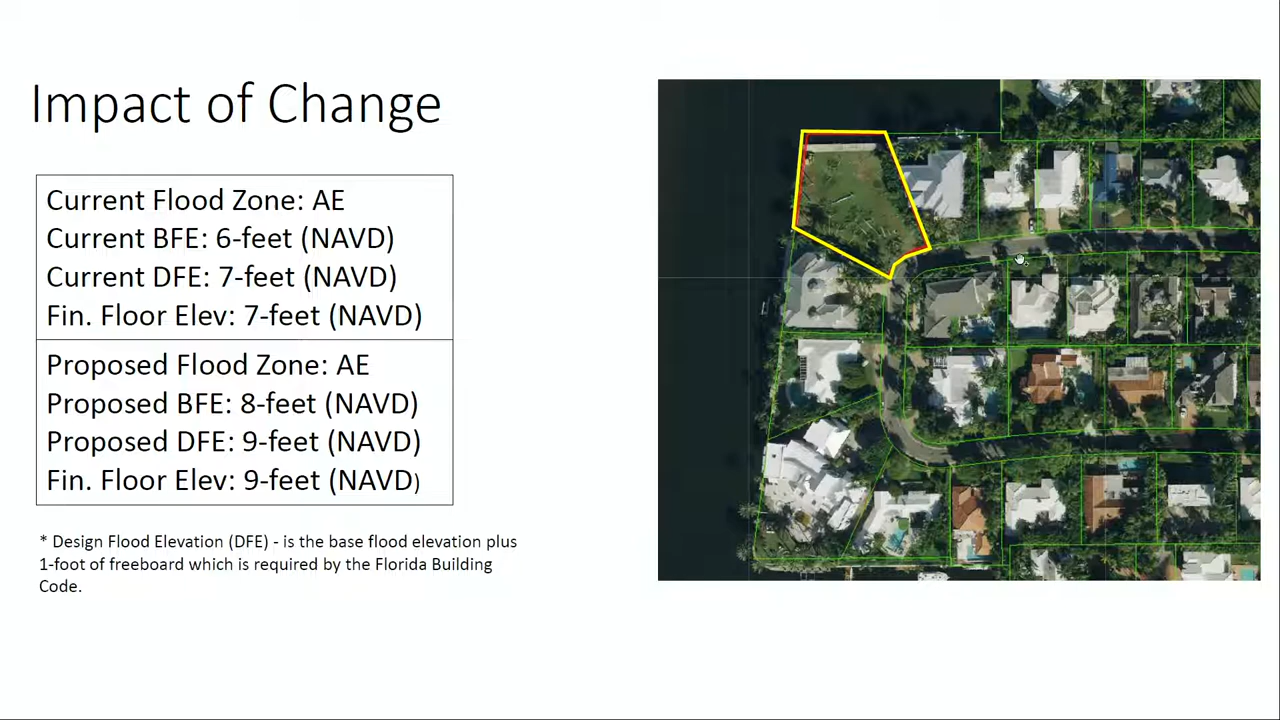 Impact of Change
Current Flood Zone: AE
Current BFE: 6-feet (NAVD)
Current DFE: 7-feet (NAVD)
Fin. Floor Elev: 7-feet (NAVD)
Proposed Flood Zone: AE
Proposed BFE: 8-feet (NAVD)
Proposed DFE: 9-feet (NAVD)
Fin. Floor Elev: 9-feet (NAVD)
* Design Flood Elevation (DFE) - is the base flood elevation plus
1-foot of freeboard which is required by the Florida Building
Code.